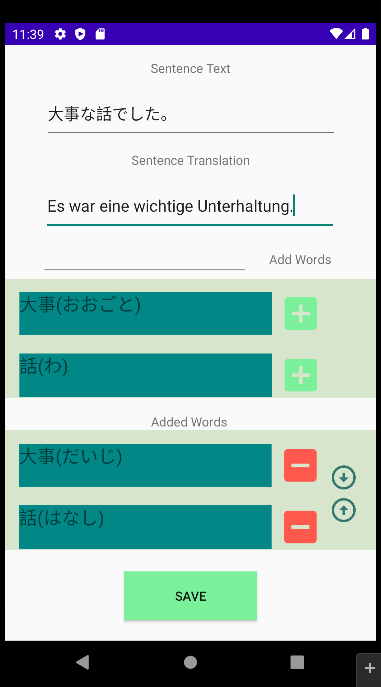 11:39
Sentence Text
大事な話でした。
Sentence Translation
Es war eine wichtige Unterhaltung.
Add Words
大事(おおごと)
話(わ)
Added Words
大事(だいじ)
話(はなし)
SAVE